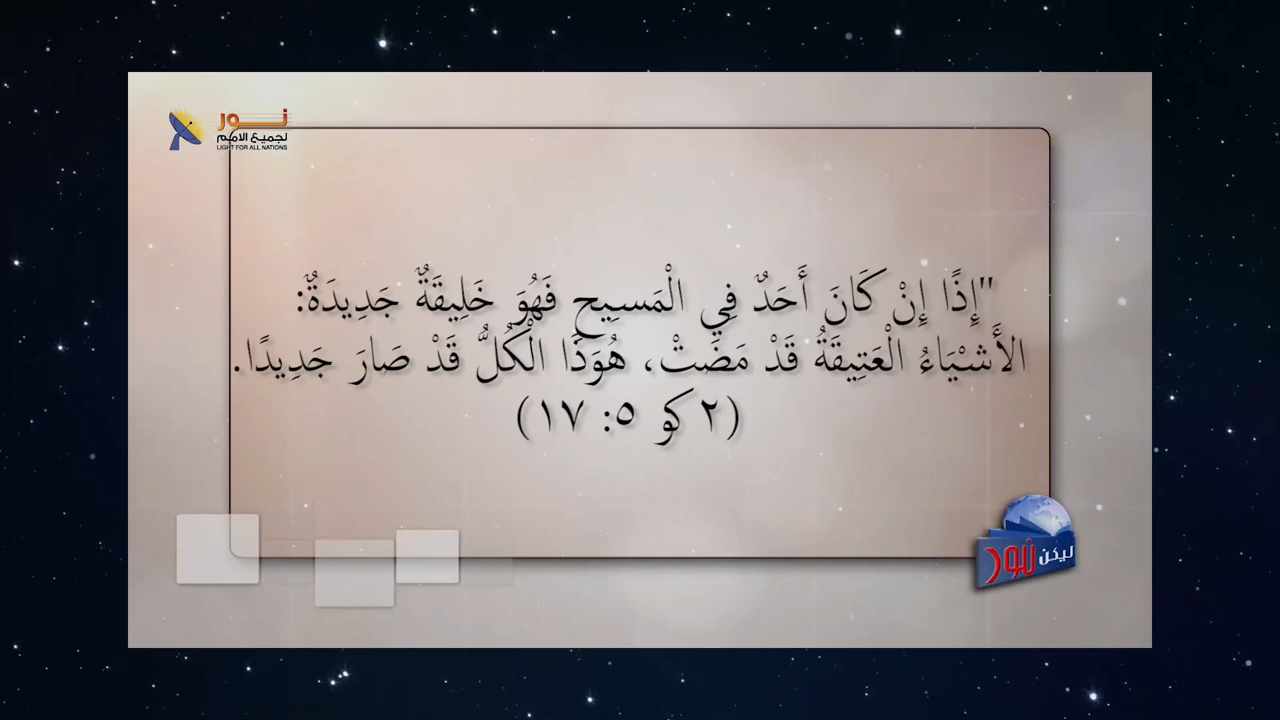 نور
لجميع الامم
LIGHT FOR ALL NATIONS
"إِذًا إِنْ كَانَ أَحَدٌ فِي الْمَسِيحِ فَهُوَ خَلِيقَةٌ جَدِيدَةٌ:
الأَشْيَاءُ الْعَتِيقَةُ قَدْ مَضَتْ، هُوَذَا الْكُلُّ قَدْ صَارَ جَدِيدًا.
(٢ كو ٥: ١٧)
ليكن نور